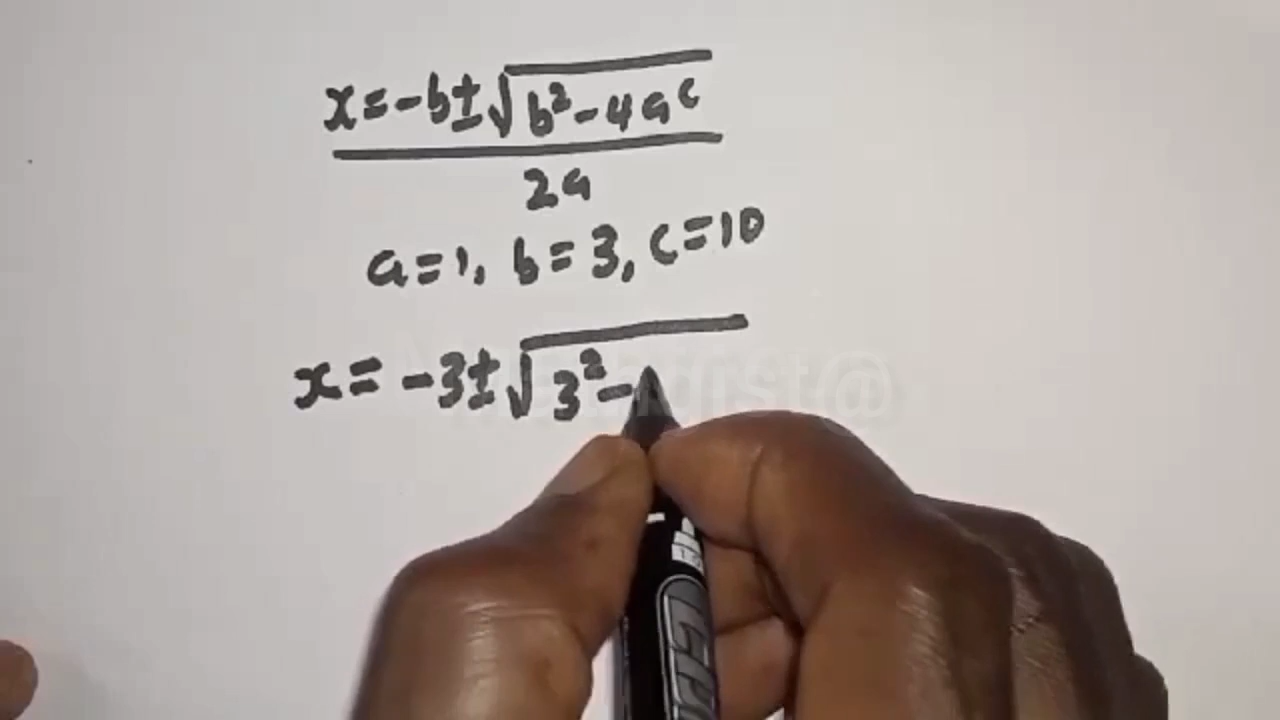 x = -b ± √b² - 4ac
2a
a = 1, b = 3, c = 10
x = -3 ± √3² -